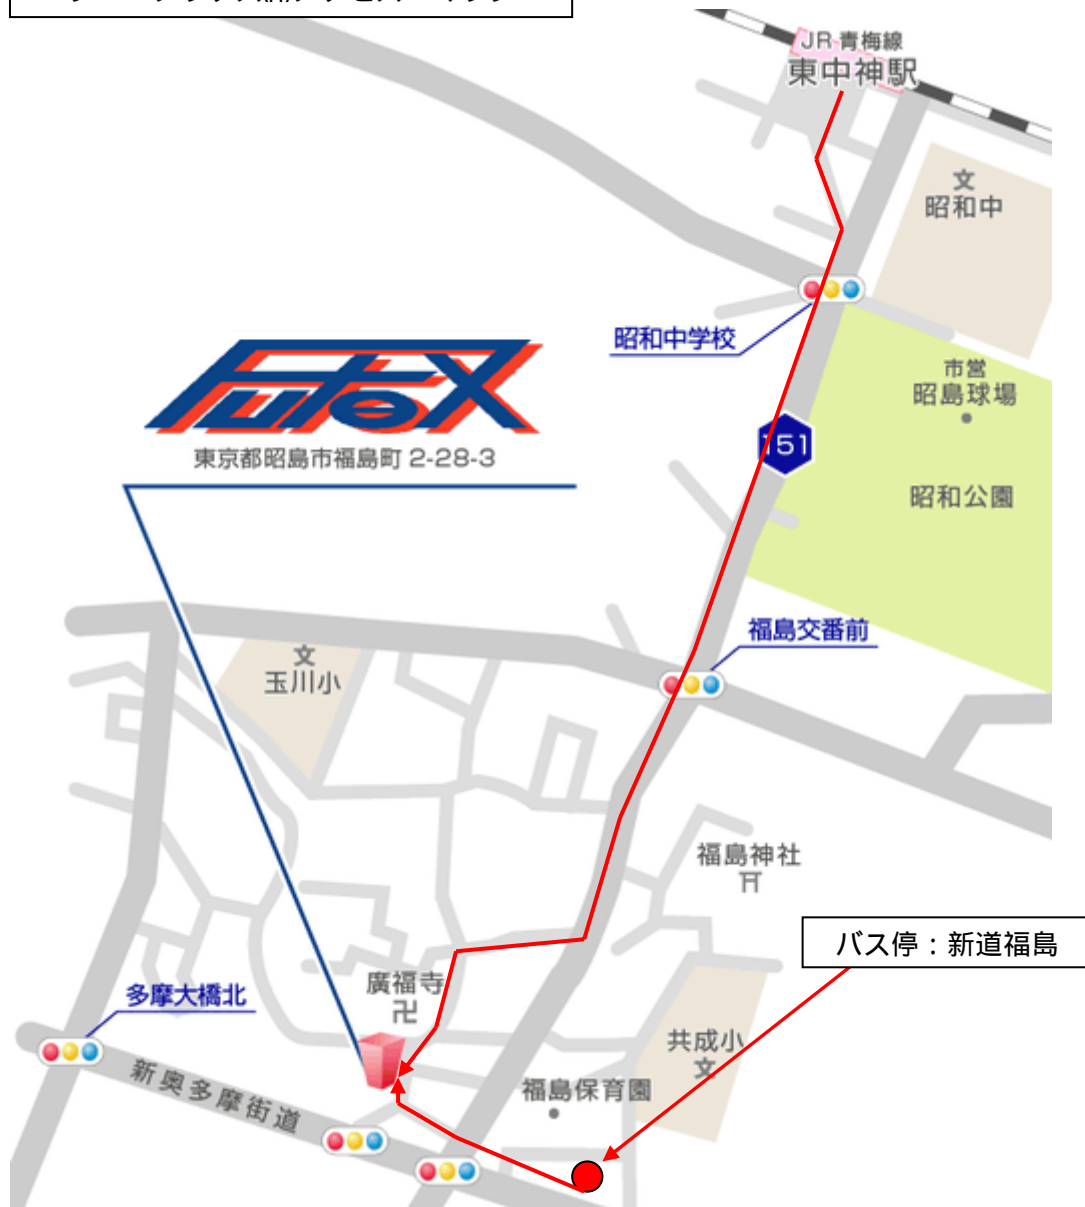 JR 青梅線
東中神駅
文
昭和中
昭和中学校
市営
昭島球場
Futex
東京都昭島市福島町 2-28-3
151
昭和公園
福島交番前
文
玉川小
福島神社
バス停：新道福島
廣福寺
卍
多摩大橋北
共成小
文
新奥多摩街道
福島保育園